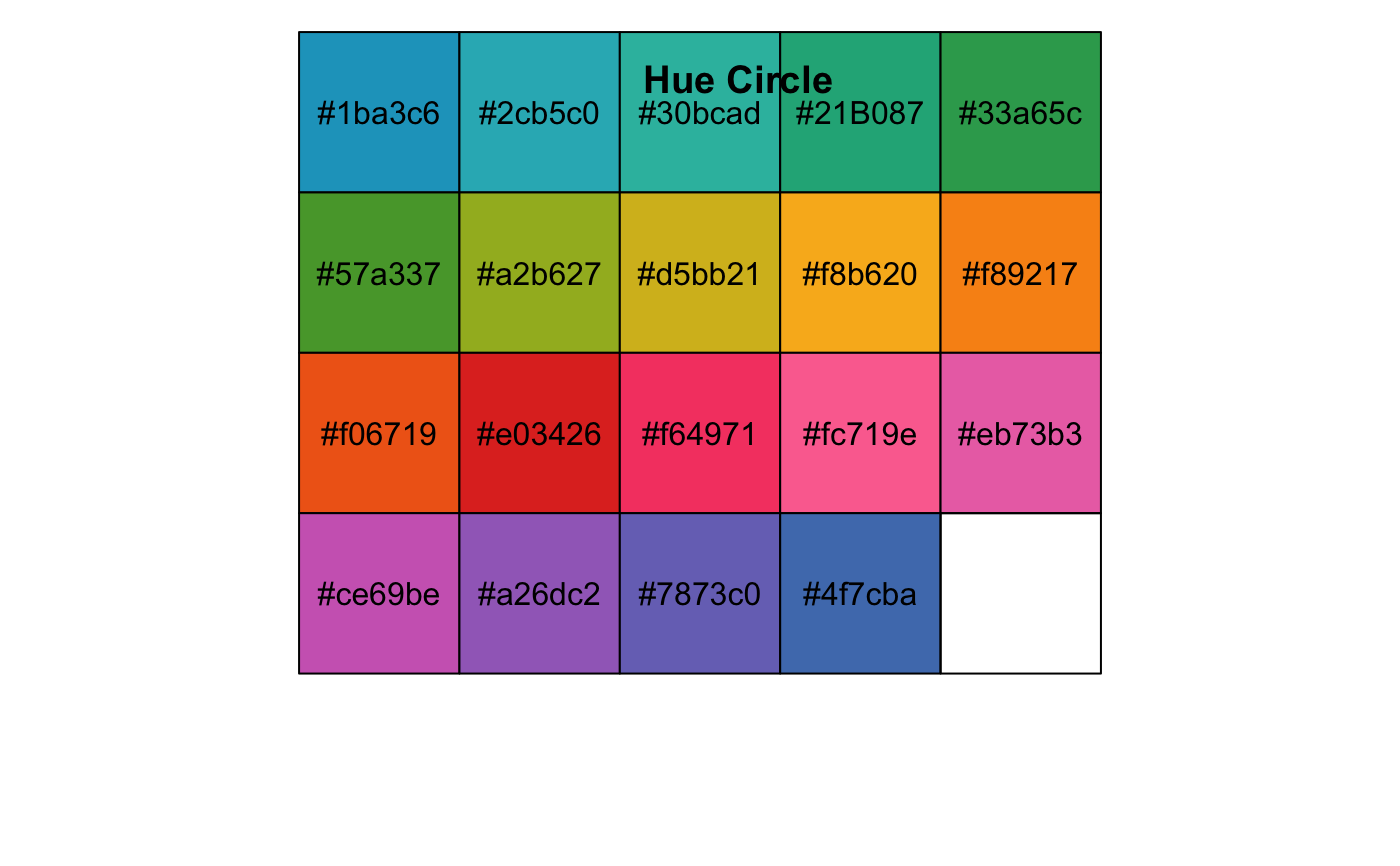 Hue Circle
#1ba3c6 #2cb5c0 #30bcad #21B087 #33a65c
#57a337 #a2b627 #d5bb21 #f8b620 #f89217
#f06719 #e03426 #f64971 #fc719e #eb73b3
#ce69be #a26dc2 #7873c0 #4f7cba